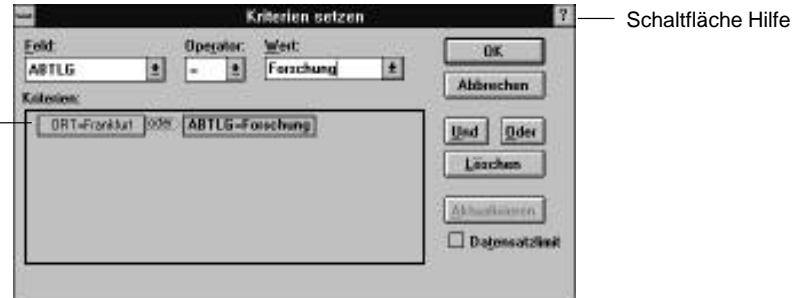 Kriterien setzen
?
Schaltfläche Hilfe
Feld: Operator: Wert:
ABTLG = Forschung
OK
Abbrechen
Kriterien:
ORT=Frankfurt oder ABTLG=Forschung
Und Oder
Löschen
Aktualisieren
Datensatzlimit